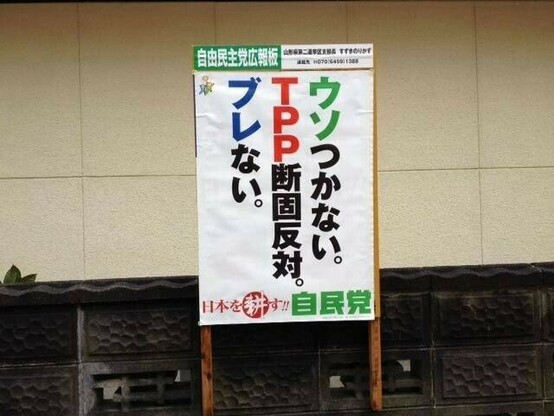 自由民主党広報板
山形県第二選挙区支部長 すずきのりかず
連絡先 070(6459)1388
ウソつかない。
TPP断固反対。
ブレない。
日本を耕す!!
自民党